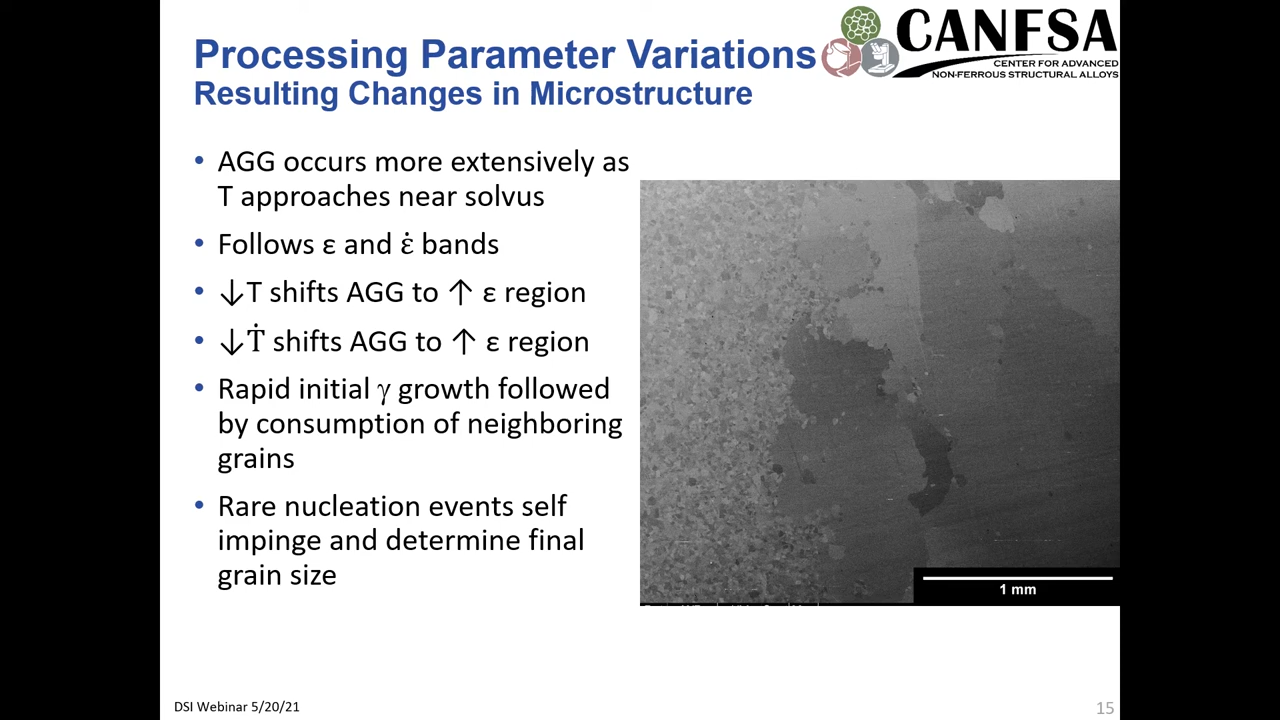 Processing Parameter Variations
Resulting Changes in Microstructure
CANFSA
CENTER FOR ADVANCED
NON-FERROUS STRUCTURAL ALLOYS
• AGG occurs more extensively as
T approaches near solvus
• Follows ε and ε̇ bands
• ↓T shifts AGG to ↑ ε region
• ↓Ṫ shifts AGG to ↑ ε region
• Rapid initial γ growth followed
by consumption of neighboring
grains
• Rare nucleation events self
impinge and determine final
grain size
1 mm
DSI Webinar 5/20/21
15